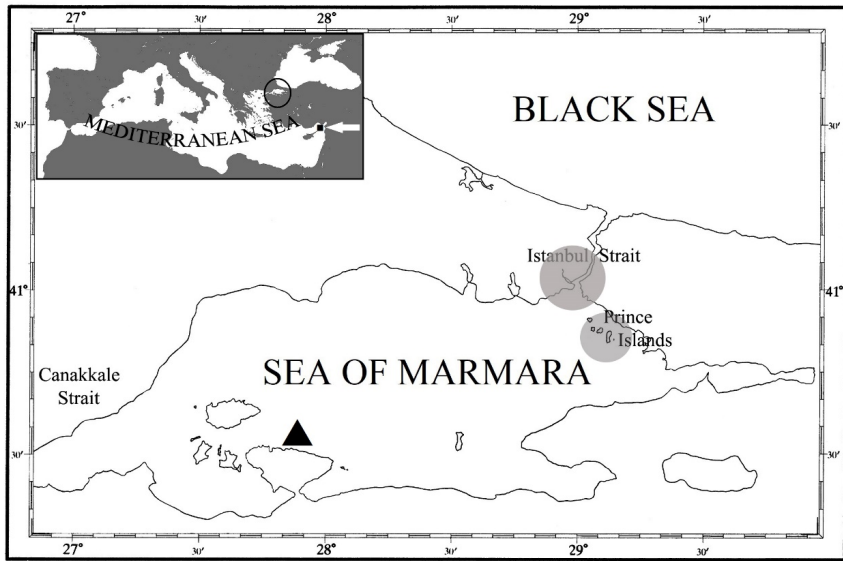 27°
30′
28°
30′
29°
30′
MEDITERRANEAN SEA
BLACK SEA
30′
30′
Istanbul Strait
41°
41°
Prince
Islands
SEA OF MARMARA
Canakkale
Strait
30′
30′
27°
30′
28°
30′
29°
30′